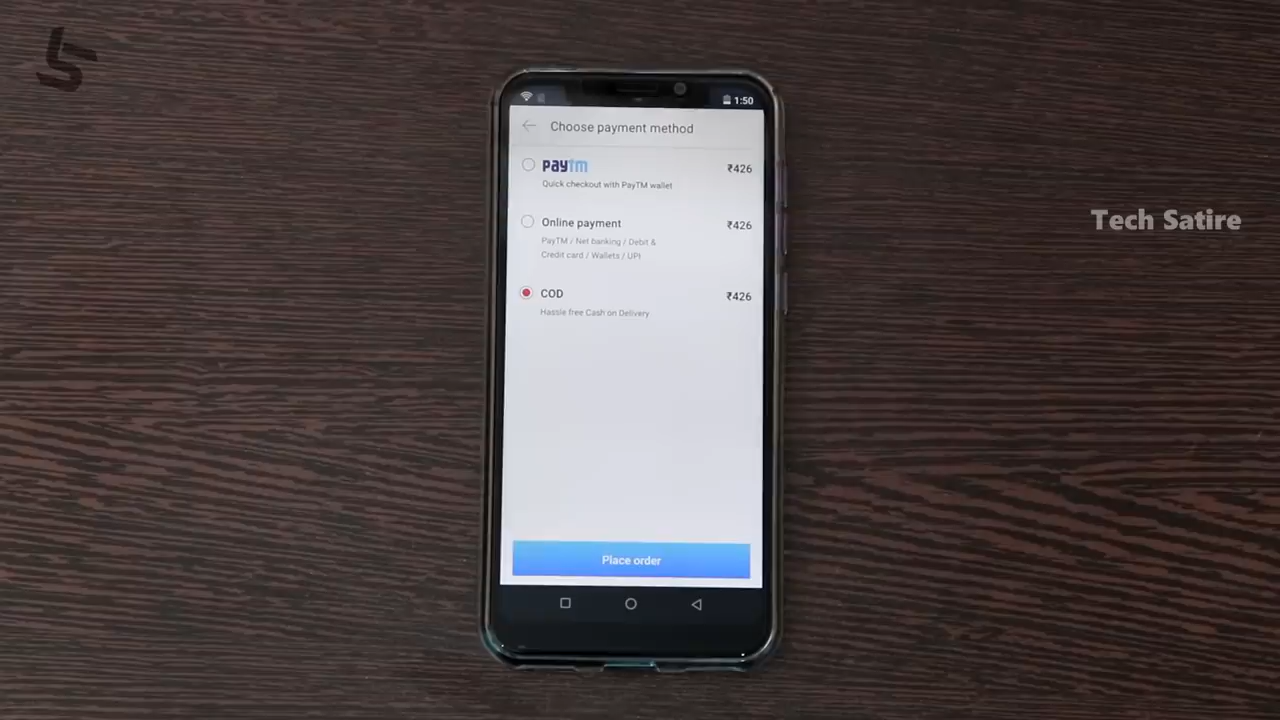 1:50
Choose payment method
paytm ₹426
Quick checkout with PayTM wallet
Online payment ₹426
PayTM / Net banking / Debit &
Credit card / Wallets / UPI
COD ₹426
Hassle free Cash on Delivery
Place order
Tech Satire